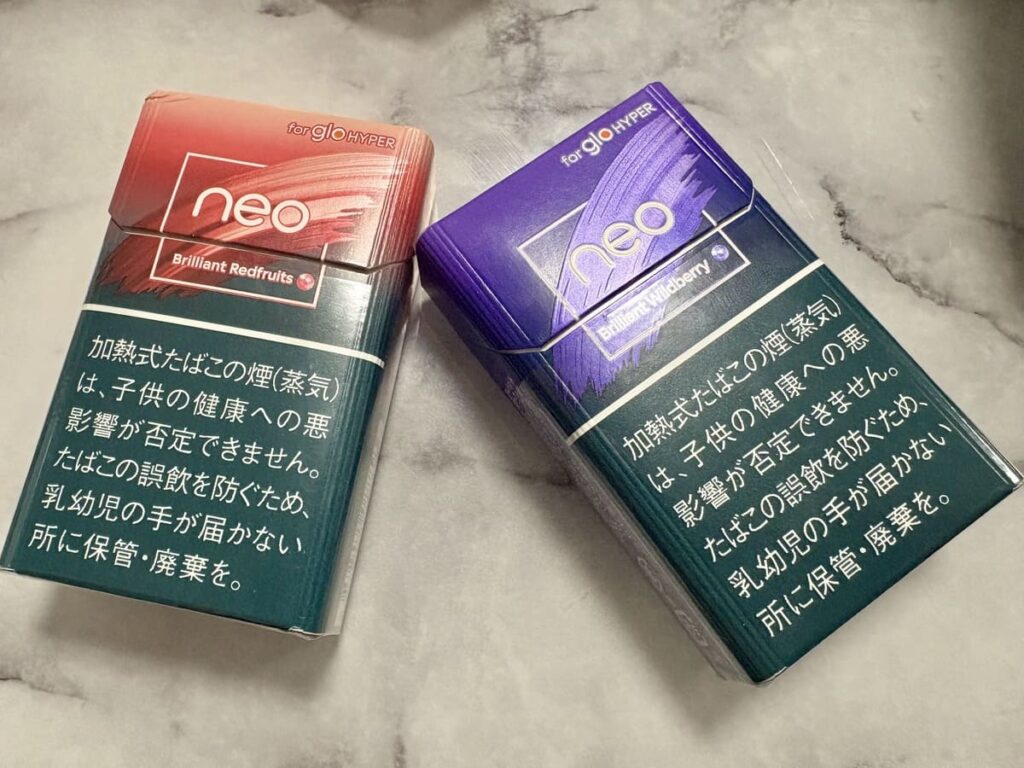 for glo HYPER
neo
Brilliant Redfruits
加熱式たばこの煙(蒸気)
は、子供の健康への悪
影響が否定できません。
たばこの誤飲を防ぐため、
乳幼児の手が届かない
所に保管・廃棄を。
for glo HYPER
neo
Brilliant Wildberry
加熱式たばこの煙(蒸気)
は、子供の健康への悪
影響が否定できません。
たばこの誤飲を防ぐため、
乳幼児の手が届かない
所に保管・廃棄を。